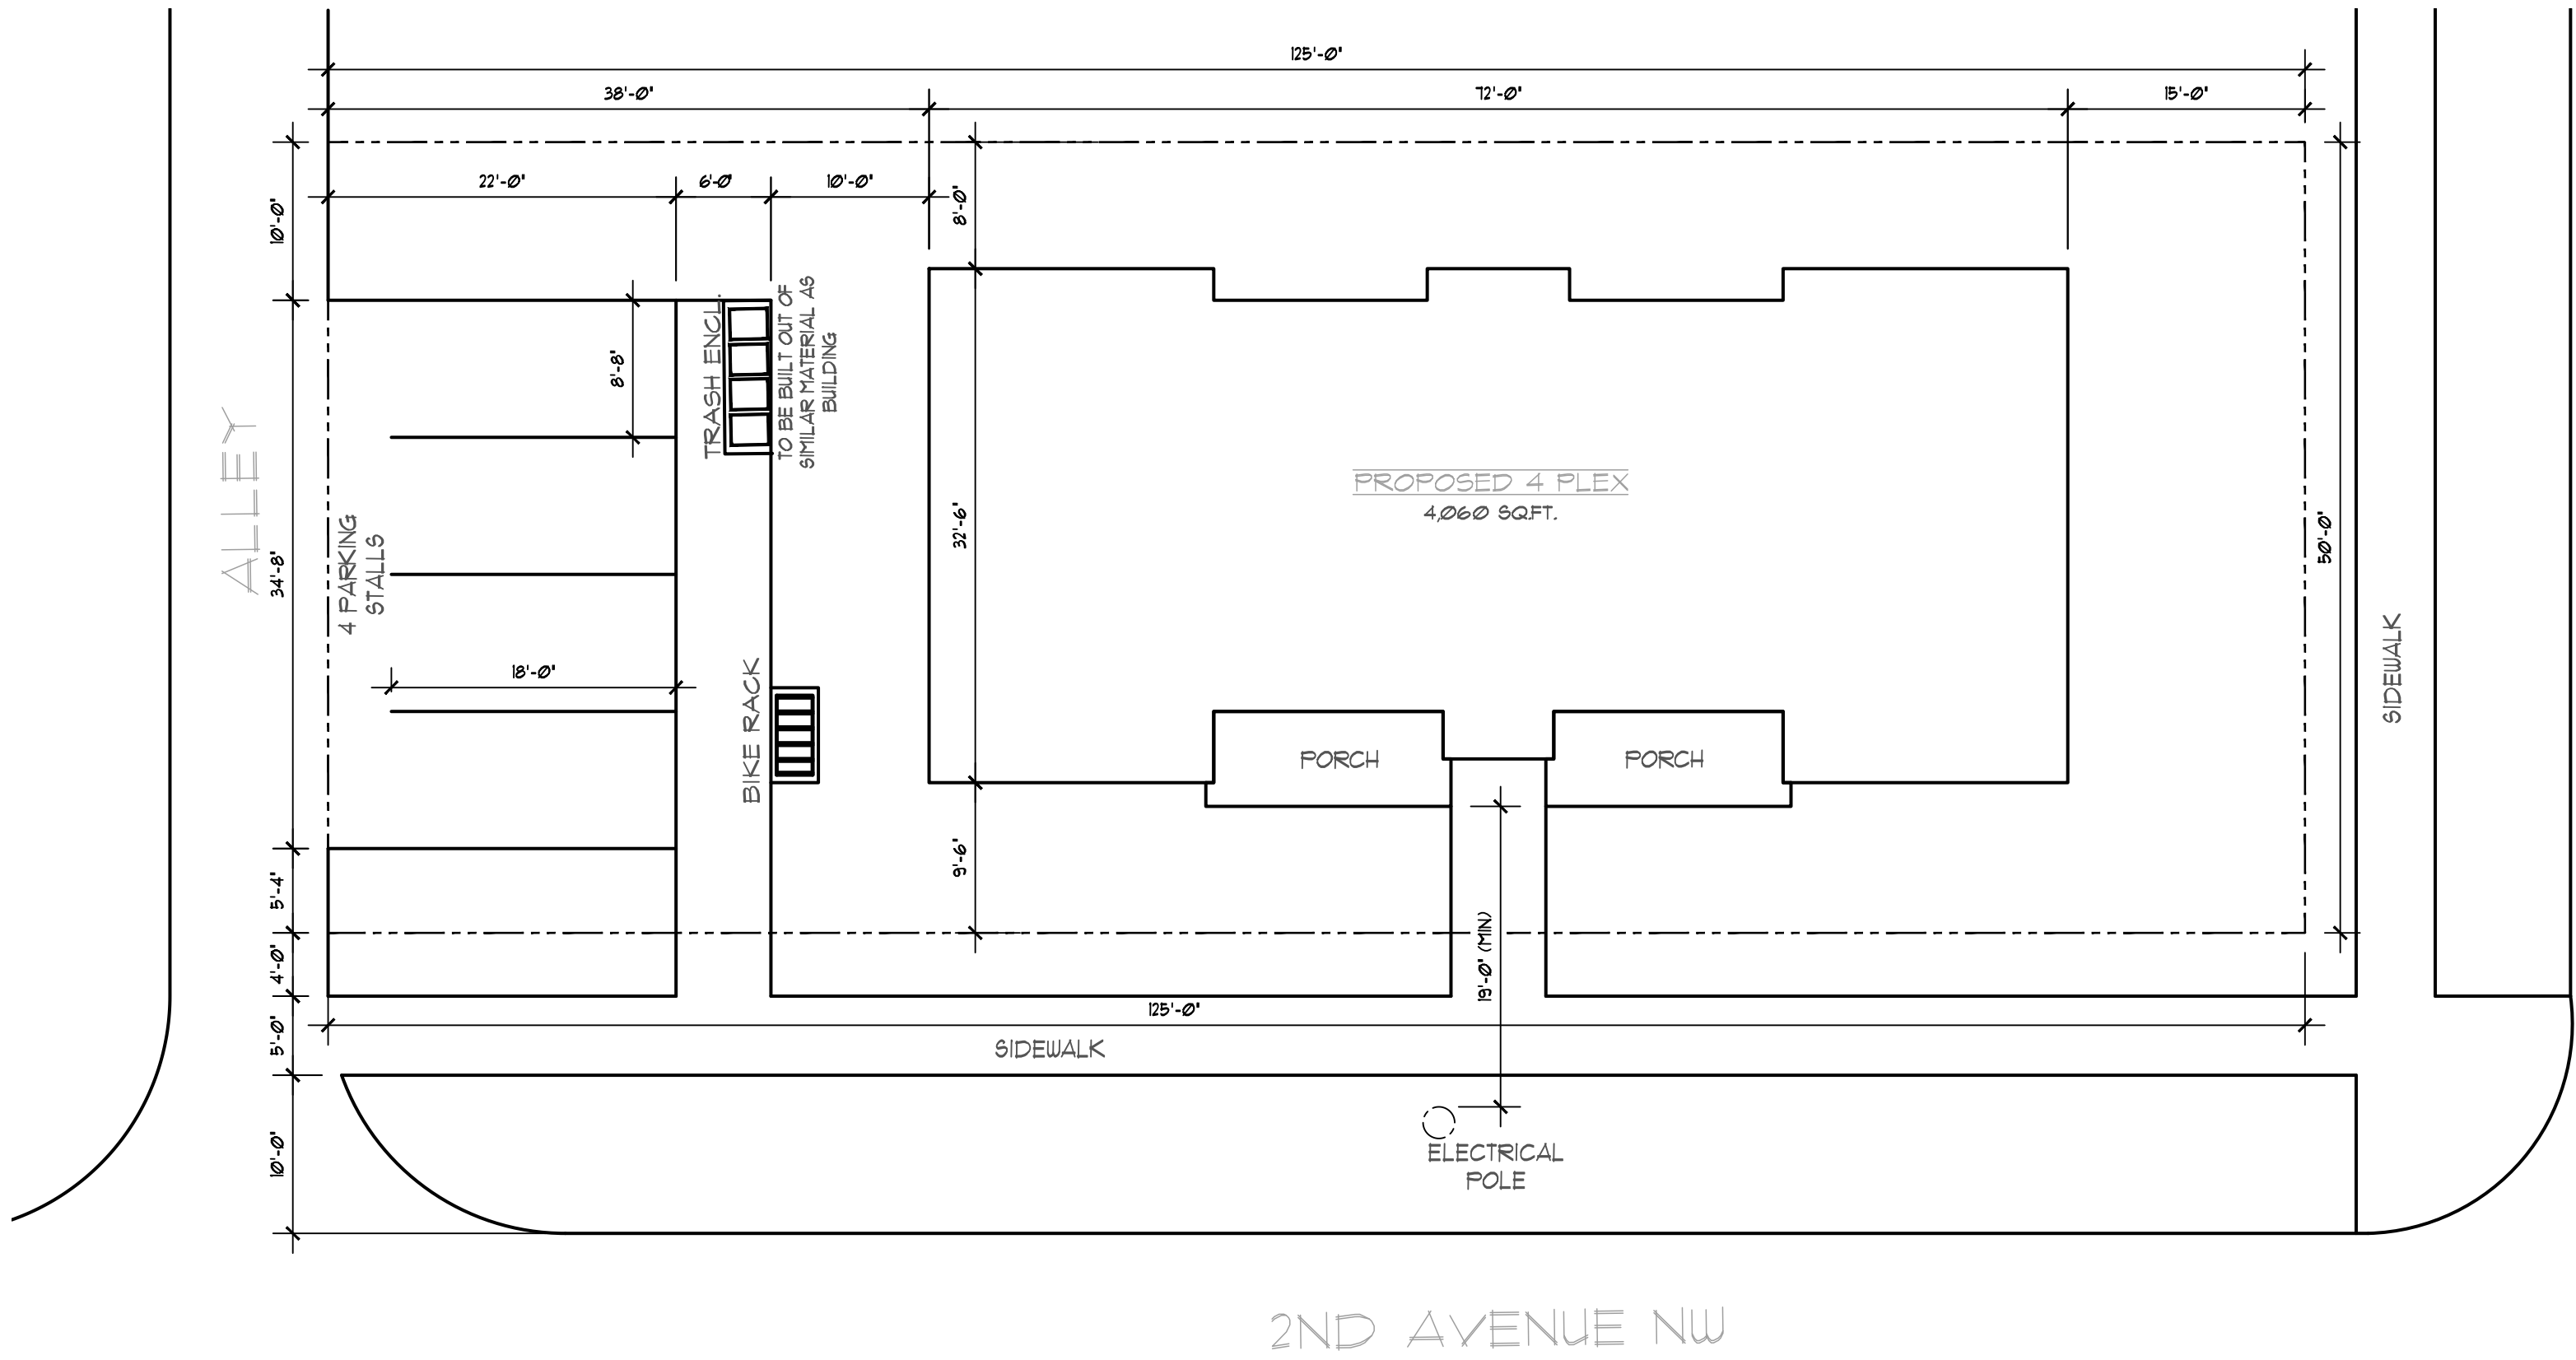 125'-0"
38'-0"
72'-0"
15'-0"
22'-0"
6'-0"
10'-0"
8'-0"
10'-0"
8'-8"
TRASH ENCL.
TO BE BUILT OUT OF
SIMILAR MATERIAL AS
BUILDING
ALLEY
4 PARKING
STALLS
34'-8"
32'-6"
PROPOSED 4 PLEX
4,060 SQ.FT.
50'-0"
SIDEWALK
18'-0"
BIKE RACK
PORCH
PORCH
9'-6"
5'-4"
4'-0"
19'-0" (MIN)
125'-0"
5'-0"
SIDEWALK
10'-0"
ELECTRICAL
POLE
2ND AVENUE NW